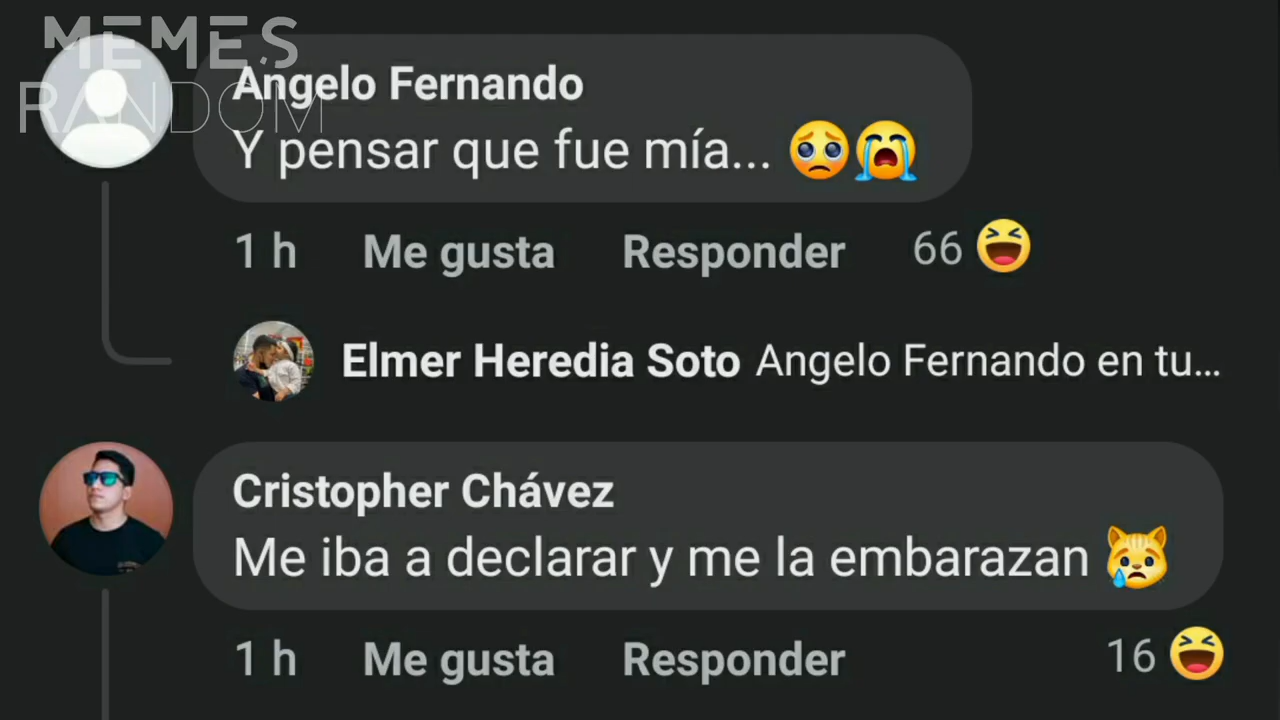 MEMES
RANDOM
Angelo Fernando
Y pensar que fue mía... 🥺😭
1 h Me gusta Responder 66 😆
Elmer Heredia Soto Angelo Fernando en tu...
Cristopher Chávez
Me iba a declarar y me la embarazan 😿
1 h Me gusta Responder 16 😆